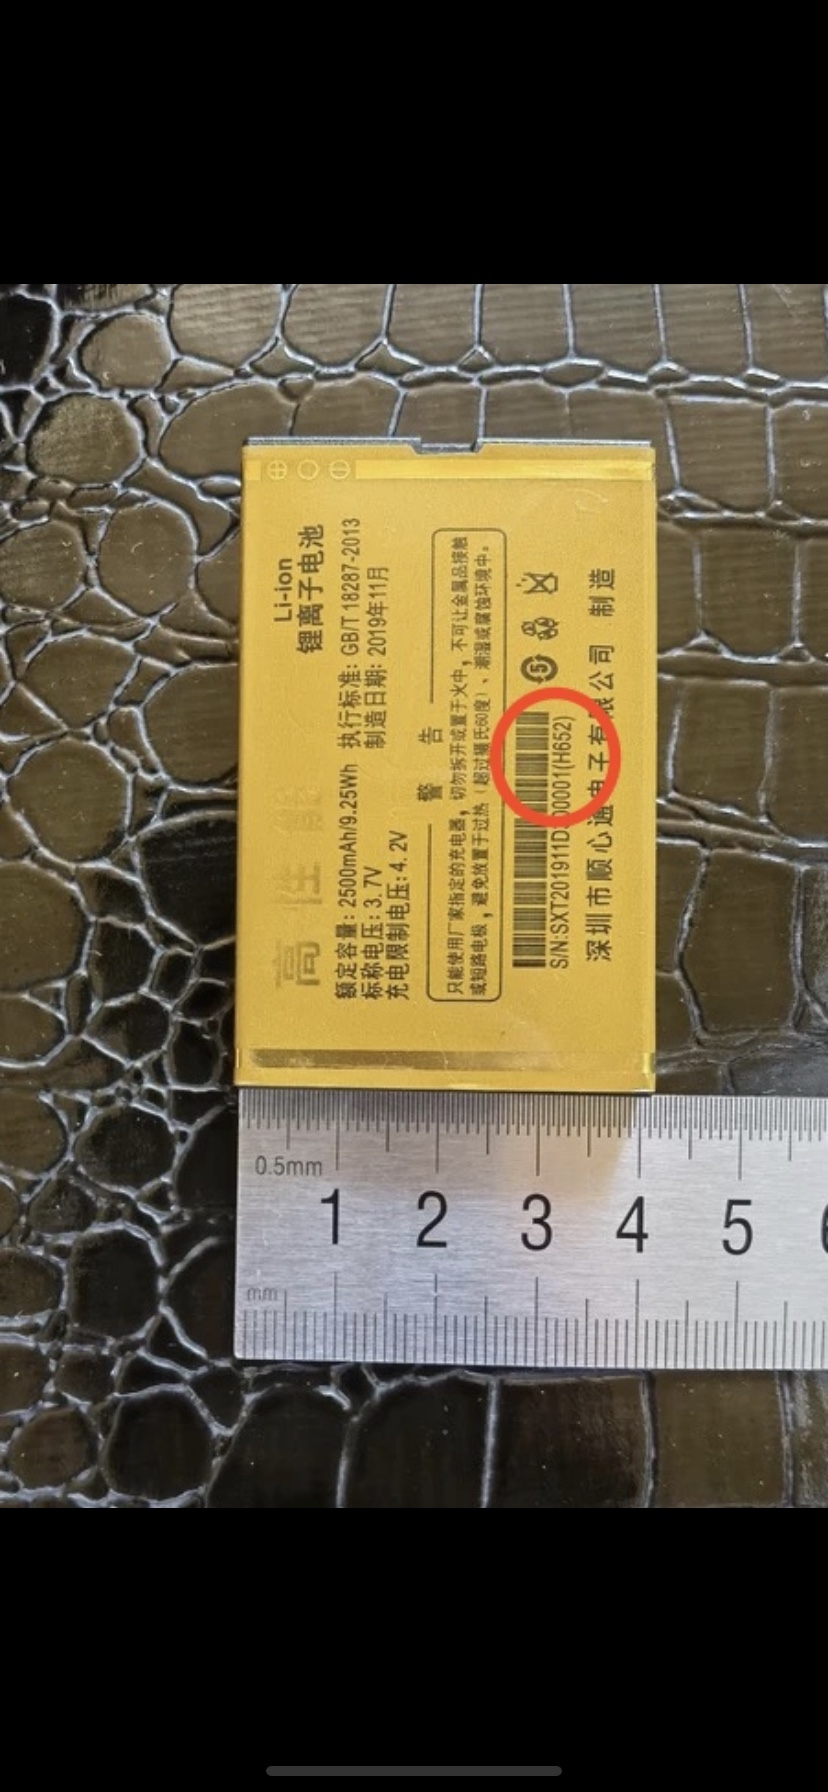 Li-ion
锂离子电池
高性能
额定容量:2500mAh/9.25Wh 执行标准:GB/T 18287-2013
标称电压:3.7V 制造日期:2019年11月
充电限制电压:4.2V
警 告
只能使用厂家指定的充电器,切勿拆开或置于火中,不可让金属品接触
或短路电极,避免放置于过热(超过摄氏60度)、潮湿或腐蚀环境中。
5
S/N:SXT201911D 00001(H652)
深圳市顺心通电子有限公司 制造
0.5mm
1 2 3 4 5
mm